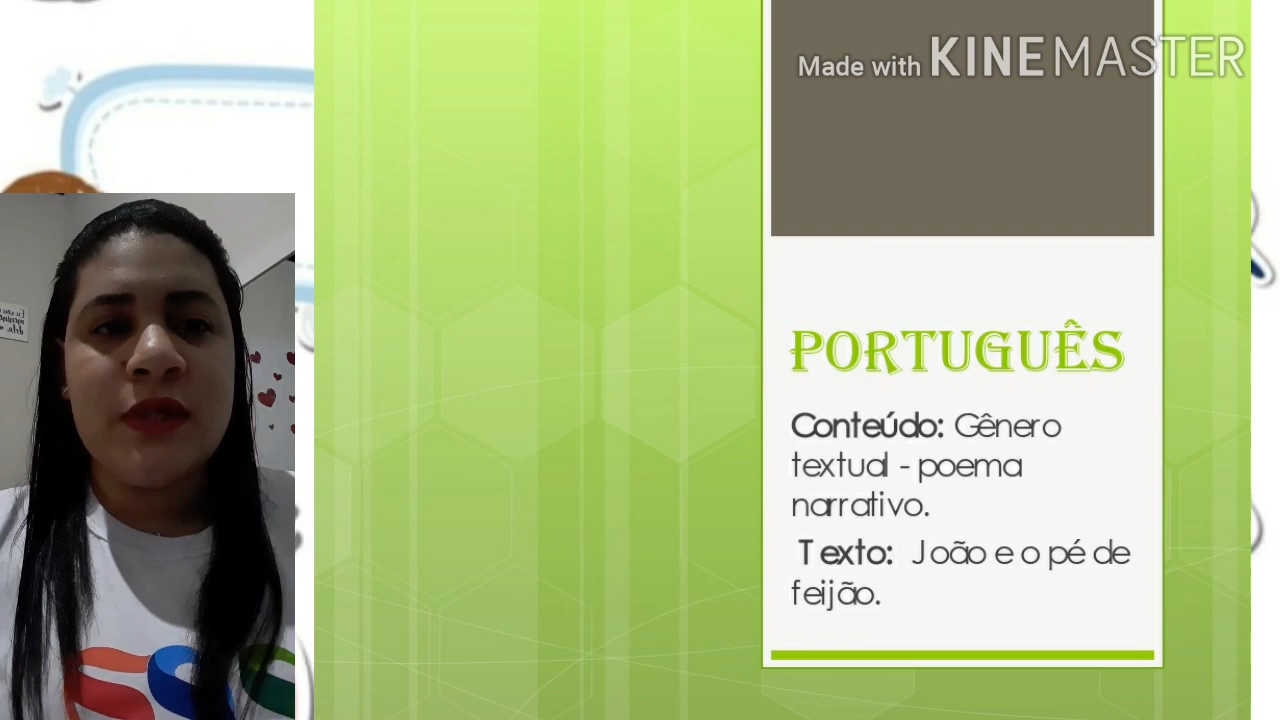 Made with KINEMASTER
PORTUGUÊS
Conteúdo: Gênero
textual - poema
narrativo.
Texto: João e o pé de
feijão.